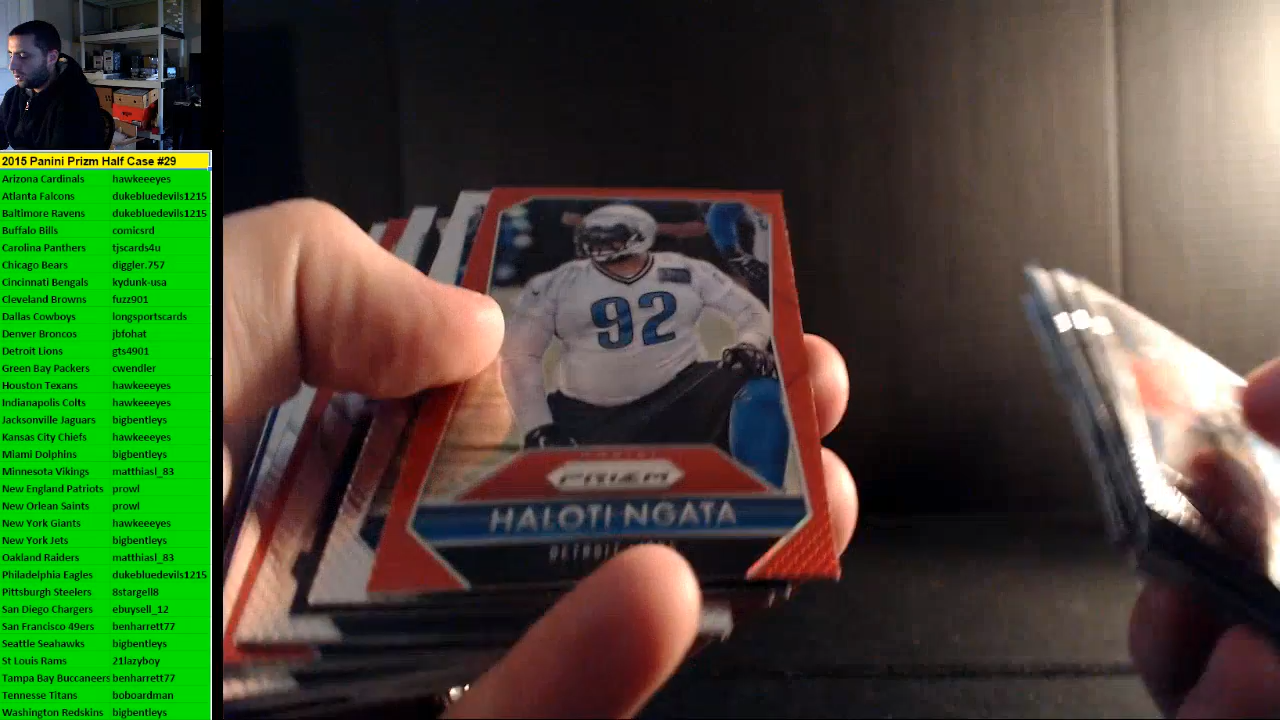 2015 Panini Prizm Half Case #29
Arizona Cardinals hawkeeeyes
Atlanta Falcons dukebluedevils1215
Baltimore Ravens dukebluedevils1215
Buffalo Bills comicsrd
Carolina Panthers tjscards4u
Chicago Bears diggler.757
Cincinnati Bengals kydunk-usa
Cleveland Browns fuzz901
Dallas Cowboys longsportscards
Denver Broncos jbfohat
Detroit Lions gts4901
Green Bay Packers cwendler
Houston Texans hawkeeeyes
Indianapolis Colts hawkeeeyes
Jacksonville Jaguars bigbentleys
Kansas City Chiefs hawkeeeyes
Miami Dolphins bigbentleys
Minnesota Vikings matthiasl_83
New England Patriots prowl
New Orlean Saints prowl
New York Giants hawkeeeyes
New York Jets bigbentleys
Oakland Raiders matthiasl_83
Philadelphia Eagles dukebluedevils1215
Pittsburgh Steelers 8stargell8
San Diego Chargers ebuysell_12
San Francisco 49ers benharrett77
Seattle Seahawks bigbentleys
St Louis Rams 21lazyboy
Tampa Bay Buccaneers benharrett77
Tennesse Titans boboardman
Washington Redskins bigbentleys
92
PANINI
PRIZM
HALOTI NGATA
DETROIT